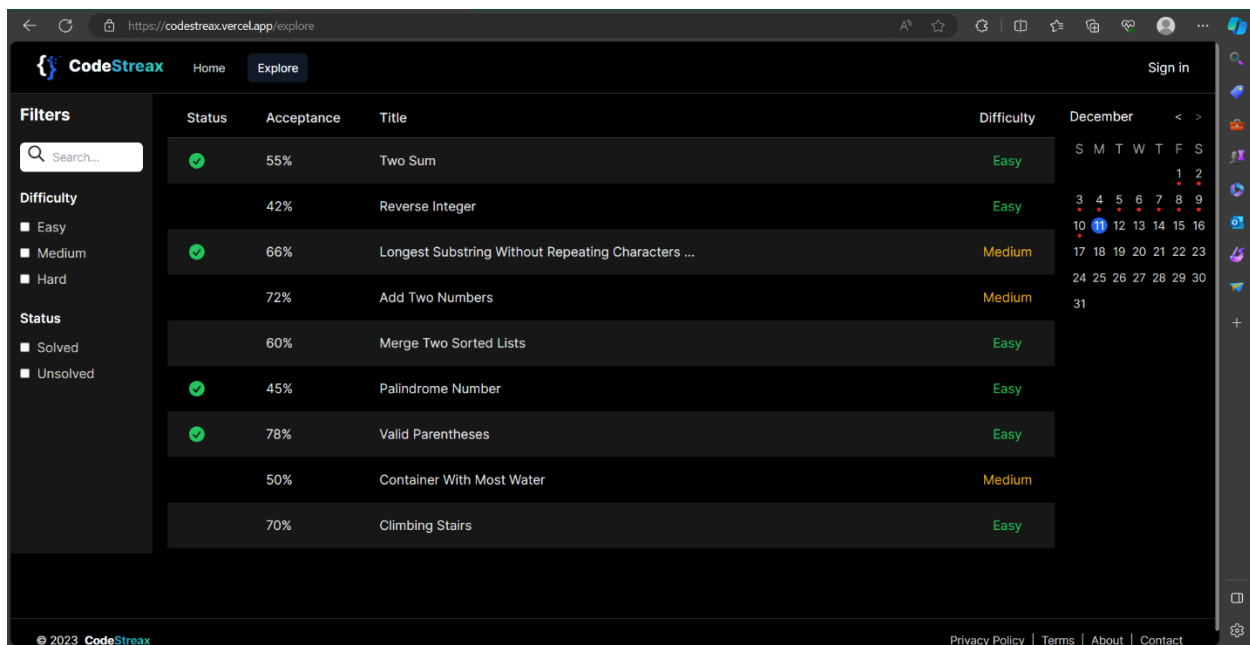 https://codestreax.vercel.app/explore
CodeStreax Home Explore Sign in
Filters
Search...
Difficulty
Easy
Medium
Hard
Status
Solved
Unsolved
Status Acceptance Title Difficulty
55% Two Sum Easy
42% Reverse Integer Easy
66% Longest Substring Without Repeating Characters ... Medium
72% Add Two Numbers Medium
60% Merge Two Sorted Lists Easy
45% Palindrome Number Easy
78% Valid Parentheses Easy
50% Container With Most Water Medium
70% Climbing Stairs Easy
December < >
S M T W T F S
1 2
3 4 5 6 7 8 9
10 11 12 13 14 15 16
17 18 19 20 21 22 23
24 25 26 27 28 29 30
31
© 2023 CodeStreax Privacy Policy | Terms | About | Contact